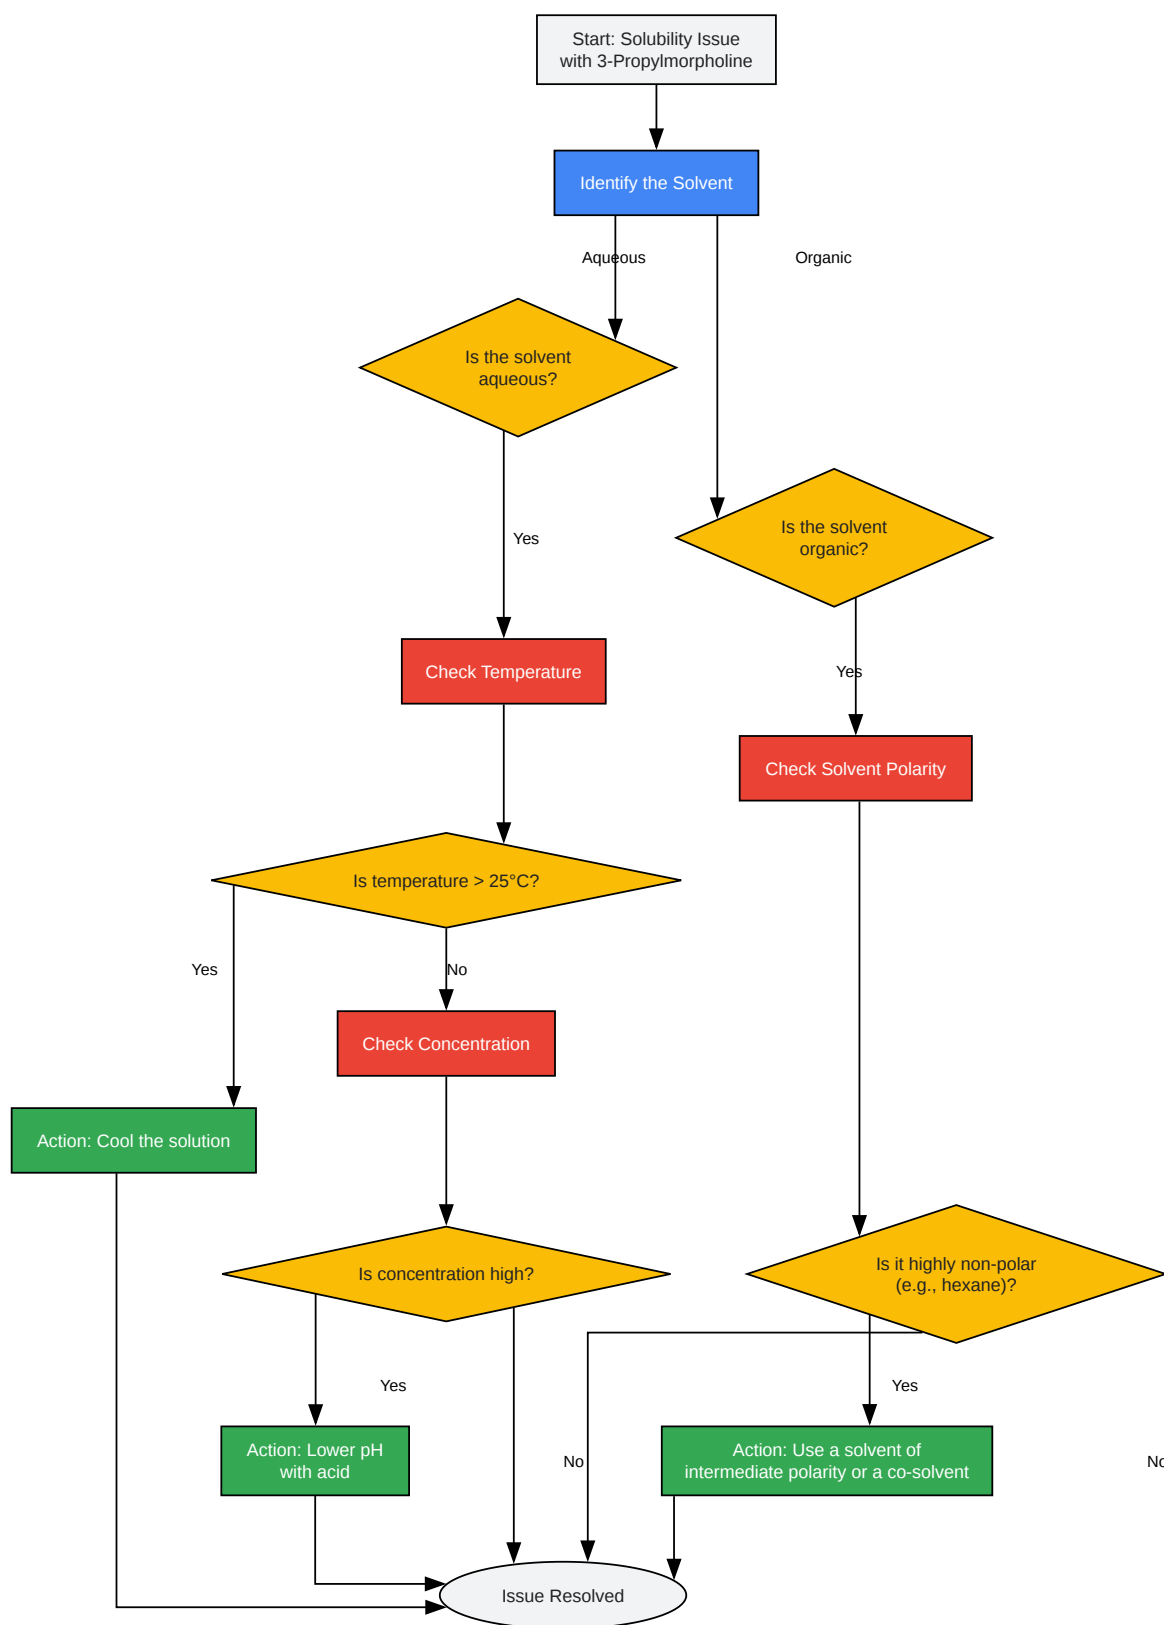 Start: Solubility Issue
with 3-Propylmorpholine
Identify the Solvent
Aqueous
Organic
Is the solvent
aqueous?
Is the solvent
organic?
Yes
Check Temperature
Yes
Check Solvent Polarity
Is temperature > 25°C?
Yes
No
Check Concentration
Action: Cool the solution
Is concentration high?
Is it highly non-polar
(e.g., hexane)?
Yes
Yes
Action: Lower pH
with acid
No
Action: Use a solvent of
intermediate polarity or a co-solvent
No
Issue Resolved